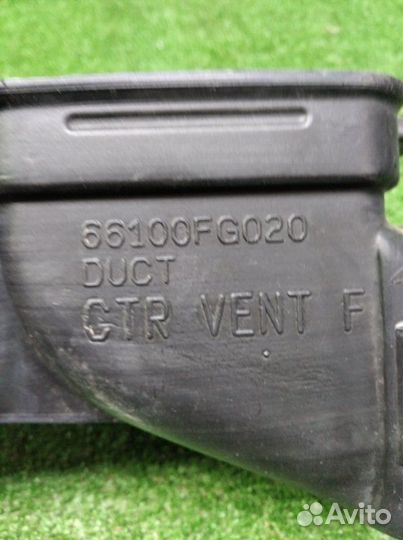 66100FG020
DUCT
CTR VENT F
Avito